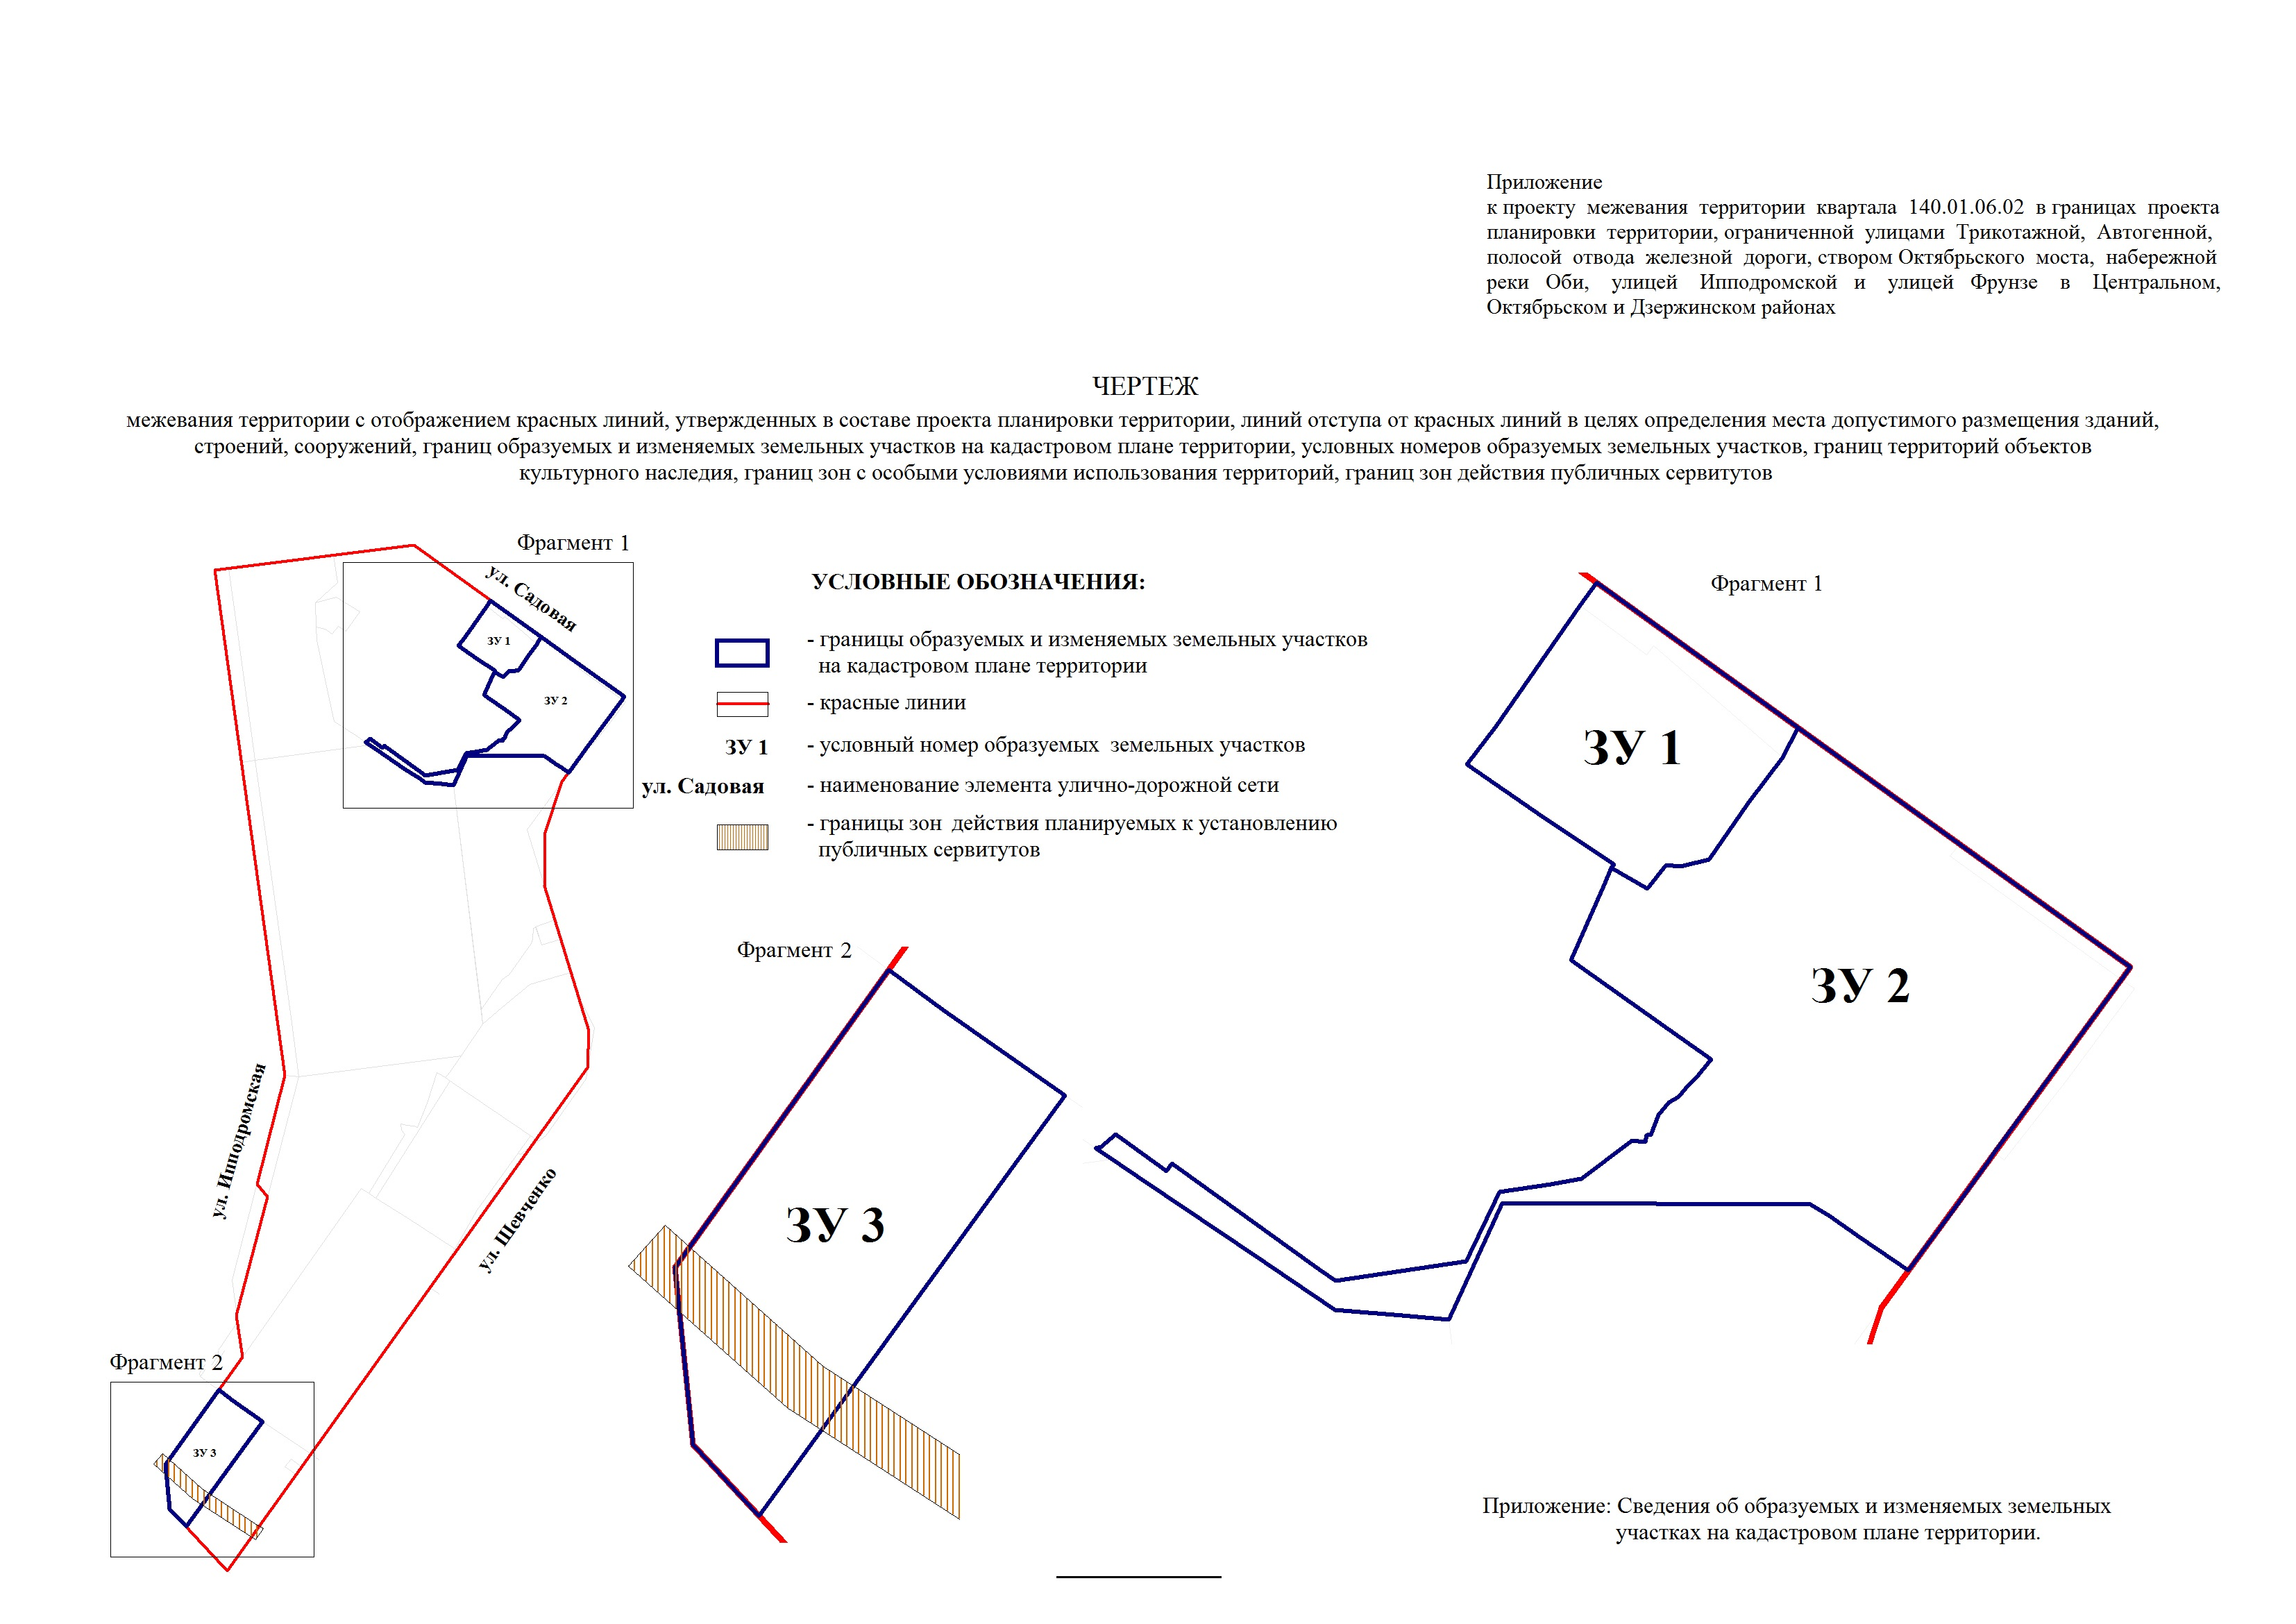 Приложение
к проекту межевания территории квартала 140.01.06.02 в границах проекта
планировки территории, ограниченной улицами Трикотажной, Автогенной,
полосой отвода железной дороги, створом Октябрьского моста, набережной
реки Оби, улицей Ипподромской и улицей Фрунзе в Центральном,
Октябрьском и Дзержинском районах
ЧЕРТЕЖ
межевания территории с отображением красных линий, утвержденных в составе проекта планировки территории, линий отступа от красных линий в целях определения места допустимого размещения зданий,
строений, сооружений, границ образуемых и изменяемых земельных участков на кадастровом плане территории, условных номеров образуемых земельных участков, границ территорий объектов
культурного наследия, границ зон с особыми условиями использования территорий, границ зон действия публичных сервитутов
Фрагмент 1
ул. Садовая
ЗУ 1
ЗУ 2
ул. Ипподромская
ул. Шевченко
Фрагмент 2
ЗУ 3
УСЛОВНЫЕ ОБОЗНАЧЕНИЯ:
- границы образуемых и изменяемых земельных участков
на кадастровом плане территории
- красные линии
ЗУ 1 - условный номер образуемых земельных участков
ул. Садовая - наименование элемента улично-дорожной сети
- границы зон действия планируемых к установлению
публичных сервитутов
Фрагмент 2
ЗУ 3
Фрагмент 1
ЗУ 1
ЗУ 2
Приложение: Сведения об образуемых и изменяемых земельных
участках на кадастровом плане территории.